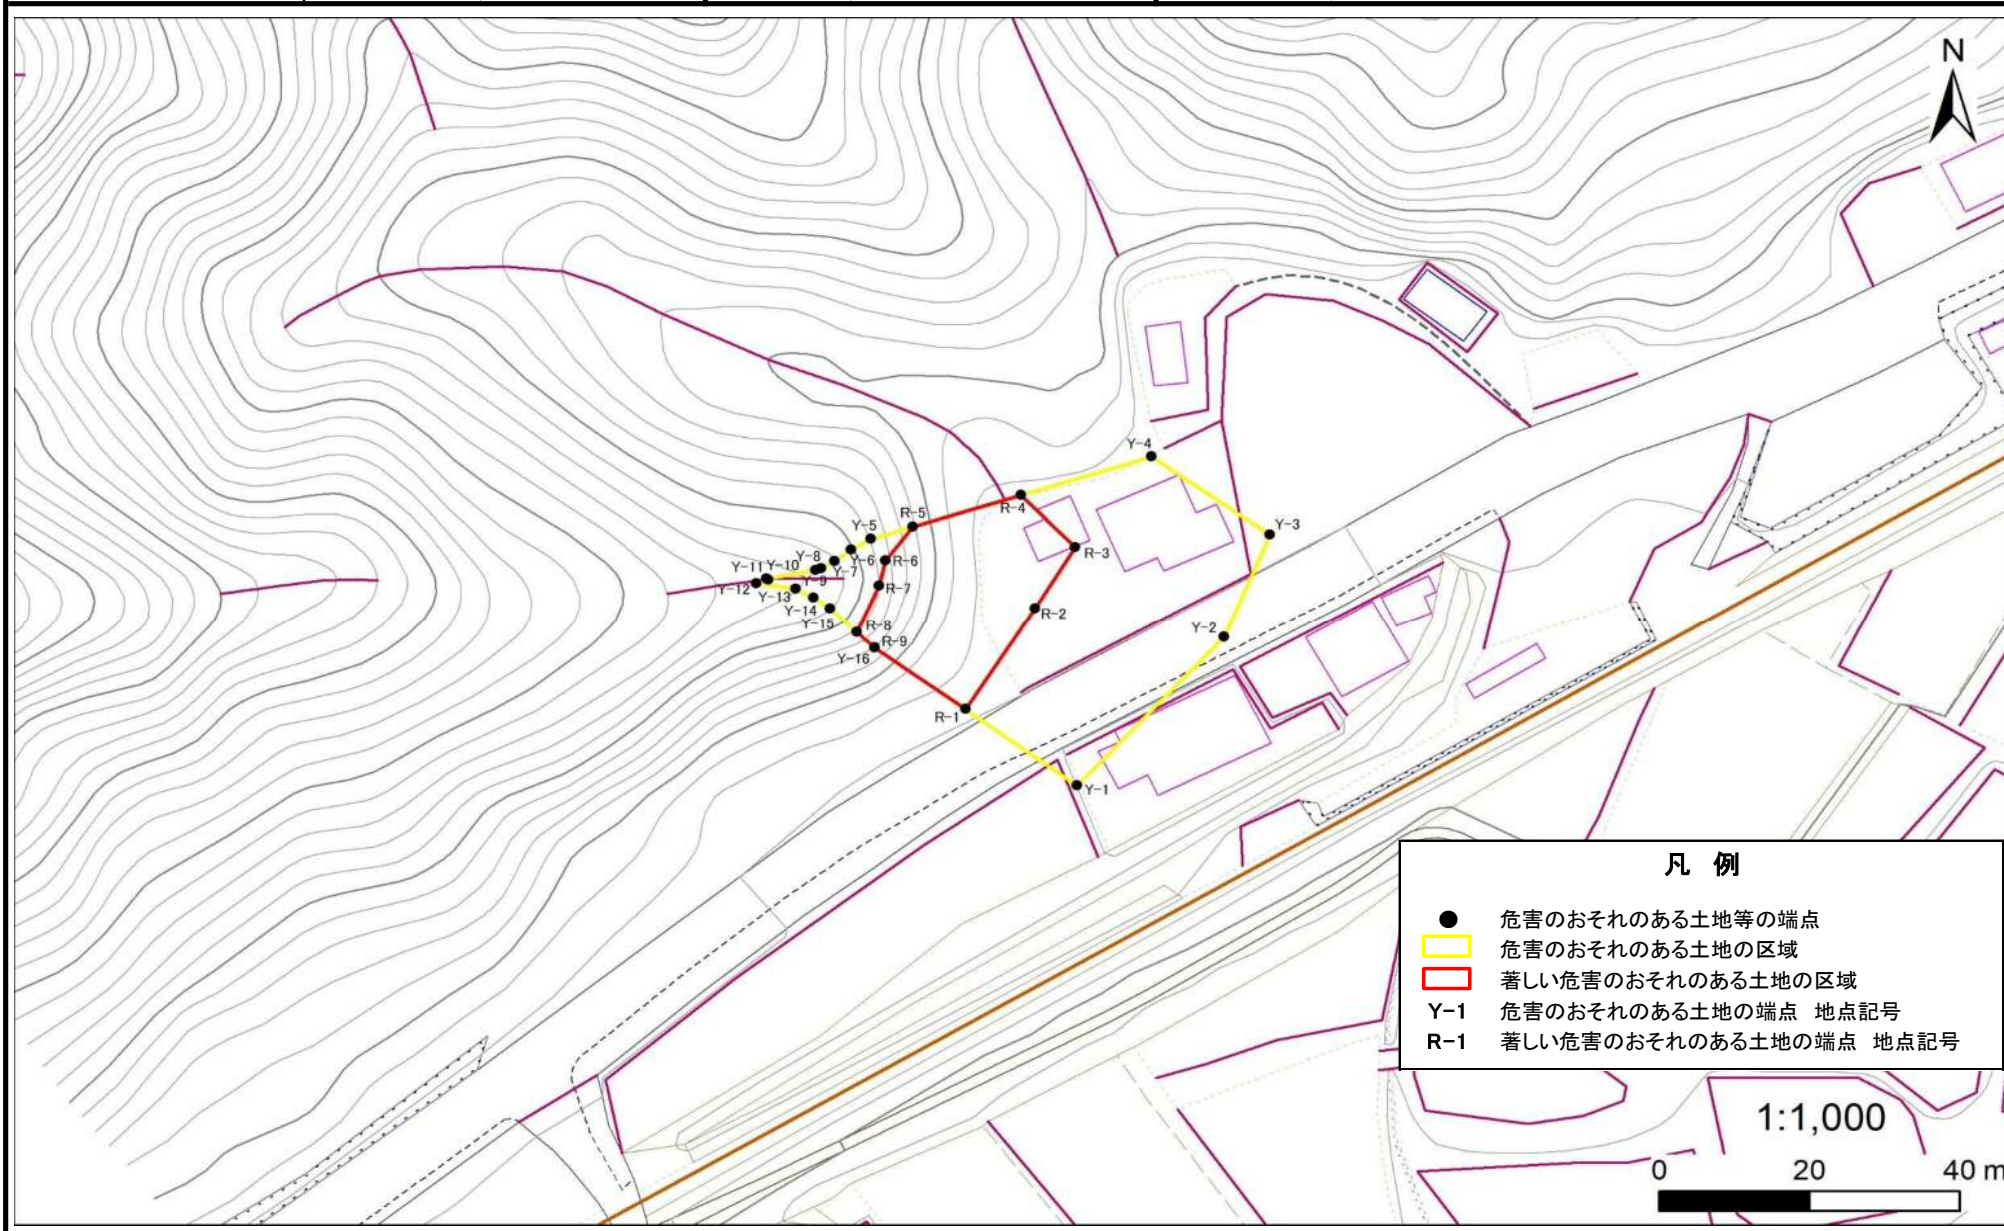 N
Y-4
R-4
Y-3
R-5
Y-5
R-3
Y-8
Y-6
R-6
Y-11
Y-10
Y-7
Y-12
Y-9
R-7
Y-13
R-2
Y-14
Y-15
R-8
Y-2
R-9
Y-16
R-1
Y-1
凡 例
危害のおそれのある土地等の端点
危害のおそれのある土地の区域
著しい危害のおそれのある土地の区域
Y-1 危害のおそれのある土地の端点 地点記号
R-1 著しい危害のおそれのある土地の端点 地点記号
1:1,000
0 20 40 m